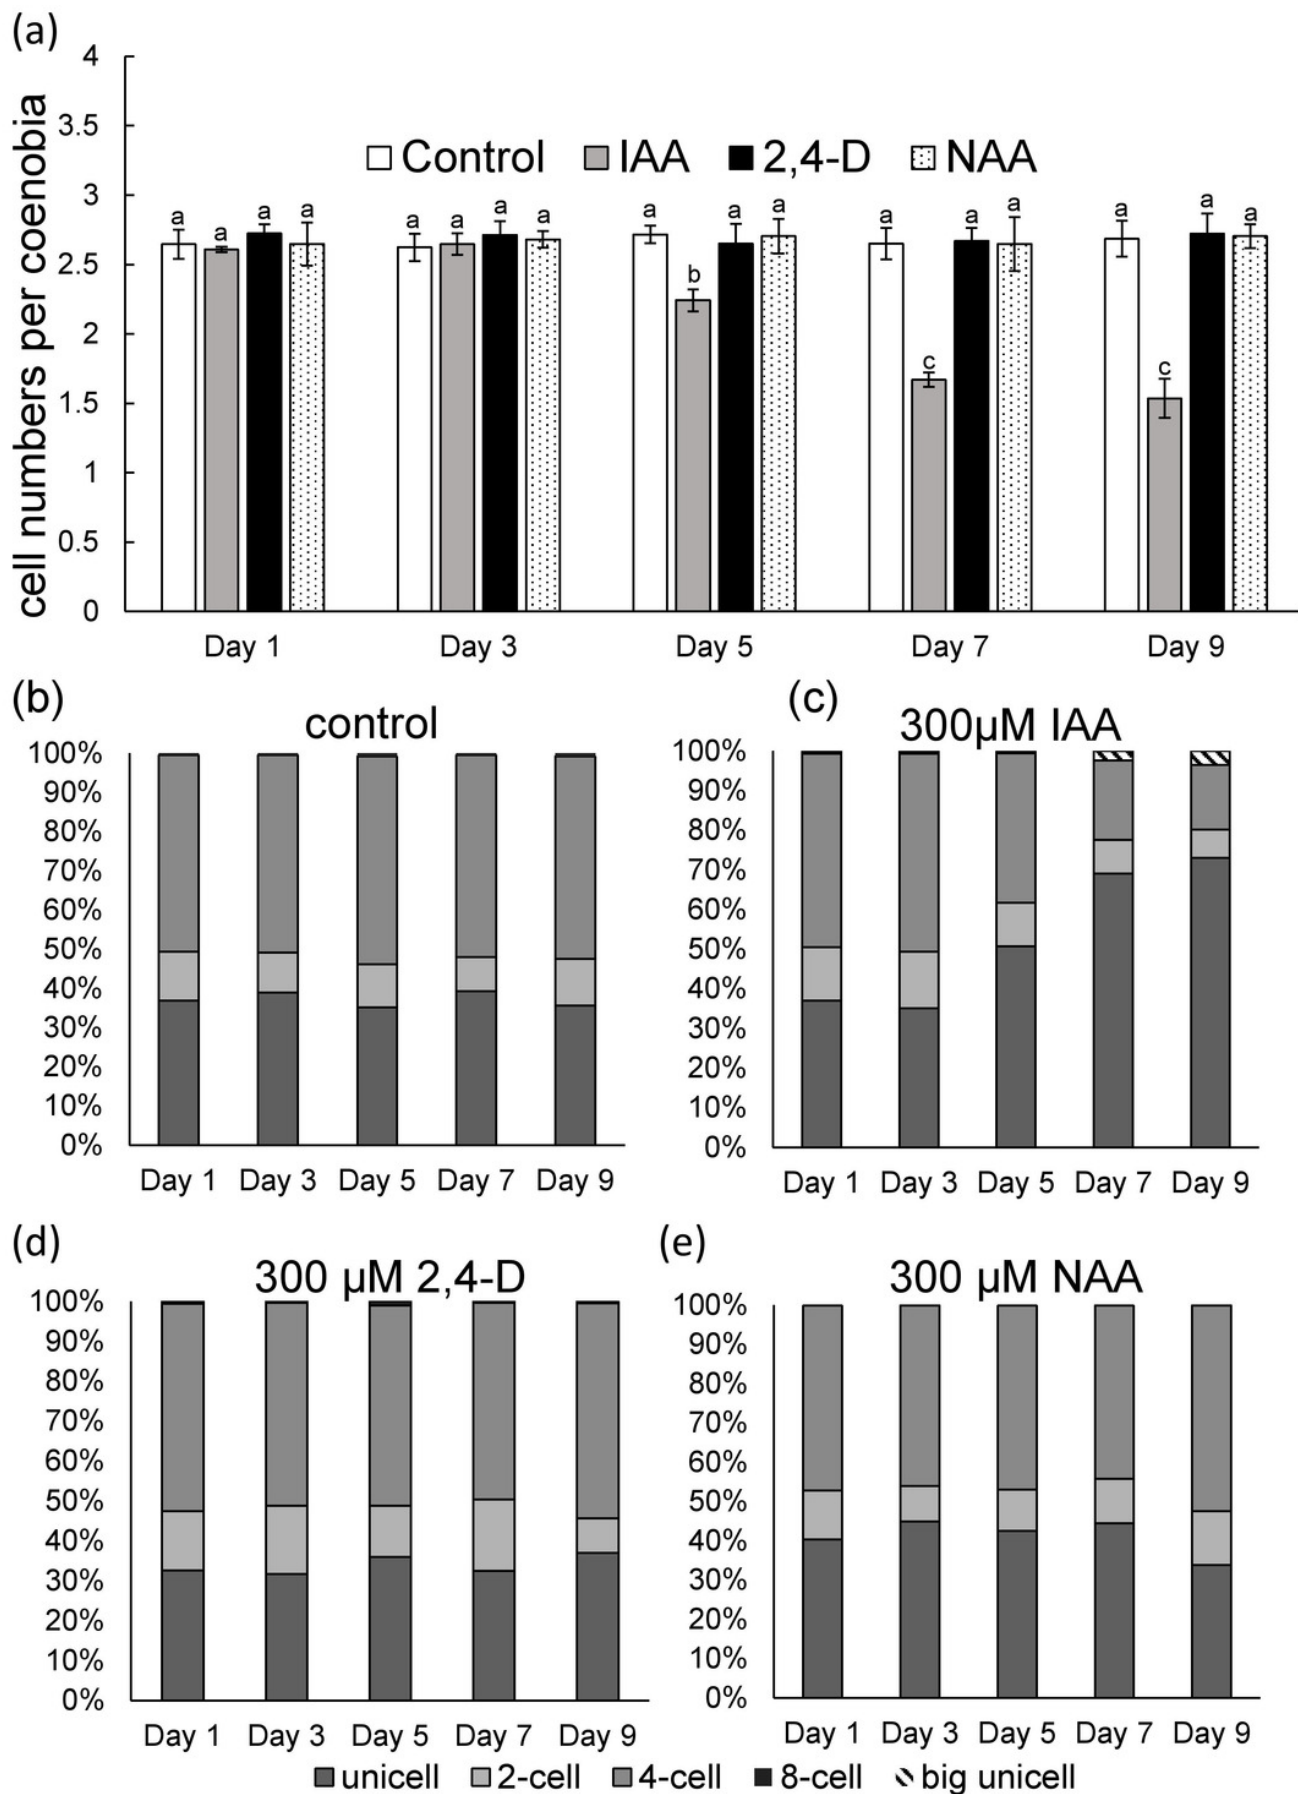 (a)
cell numbers per coenobia
4
3.5
3
2.5
2
1.5
1
0.5
0
Control IAA 2,4-D NAA
a a a a a a a a a b a a a c a a a c a a
Day 1 Day 3 Day 5 Day 7 Day 9
(b)
control
100%
90%
80%
70%
60%
50%
40%
30%
20%
10%
0%
Day 1 Day 3 Day 5 Day 7 Day 9
(c)
300µM IAA
100%
90%
80%
70%
60%
50%
40%
30%
20%
10%
0%
Day 1 Day 3 Day 5 Day 7 Day 9
(d)
300 µM 2,4-D
100%
90%
80%
70%
60%
50%
40%
30%
20%
10%
0%
Day 1 Day 3 Day 5 Day 7 Day 9
(e)
300 µM NAA
100%
90%
80%
70%
60%
50%
40%
30%
20%
10%
0%
Day 1 Day 3 Day 5 Day 7 Day 9
unicell 2-cell 4-cell 8-cell big unicell